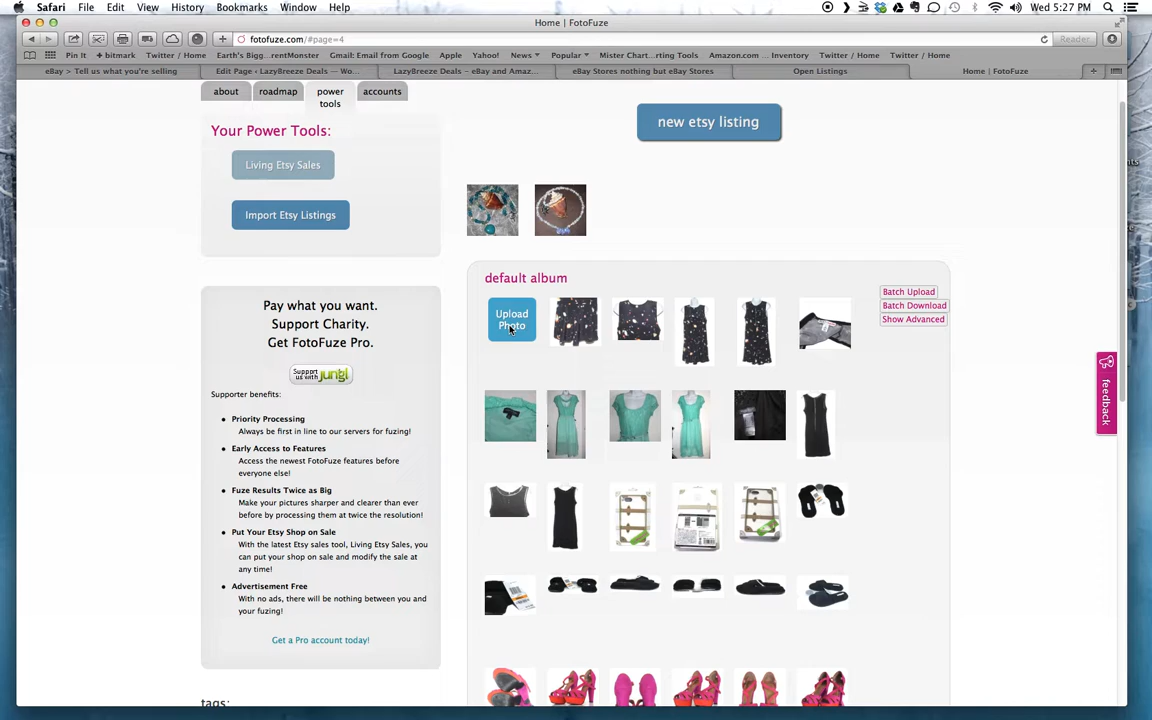 Safari File Edit View History Bookmarks Window Help Wed 5:27 PM
Home | FotoFuze
fotofuze.com/#page=4 Reader
Pin It + bitmark Twitter / Home Earth's Bigg...rentMonster Gmail: Email from Google Apple Yahoo! News Popular Mister Chart...rting Tools Amazon.com ... Inventory Twitter / Home Twitter / Home
eBay > Tell us what you're selling Edit Page ‹ LazyBreeze Deals — Wo... LazyBreeze Deals – eBay and Amaz... eBay Stores nothing but eBay Stores Open Listings Home | FotoFuze
about roadmap power tools accounts
new etsy listing
Your Power Tools:
Living Etsy Sales
Import Etsy Listings
default album
Upload
Photo
Batch Upload
Batch Download
Show Advanced
feedback
Pay what you want.
Support Charity.
Get FotoFuze Pro.
Support us with jungl
Supporter benefits:
Priority Processing
Always be first in line to our servers for fuzing!
Early Access to Features
Access the newest FotoFuze features before
everyone else!
Fuze Results Twice as Big
Make your pictures sharper and clearer than ever
before by processing them at twice the resolution!
Put Your Etsy Shop on Sale
With the latest Etsy sales tool, Living Etsy Sales, you
can put your shop on sale and modify the sale at
any time!
Advertisement Free
With no ads, there will be nothing between you and
your fuzing!
Get a Pro account today!
tags: